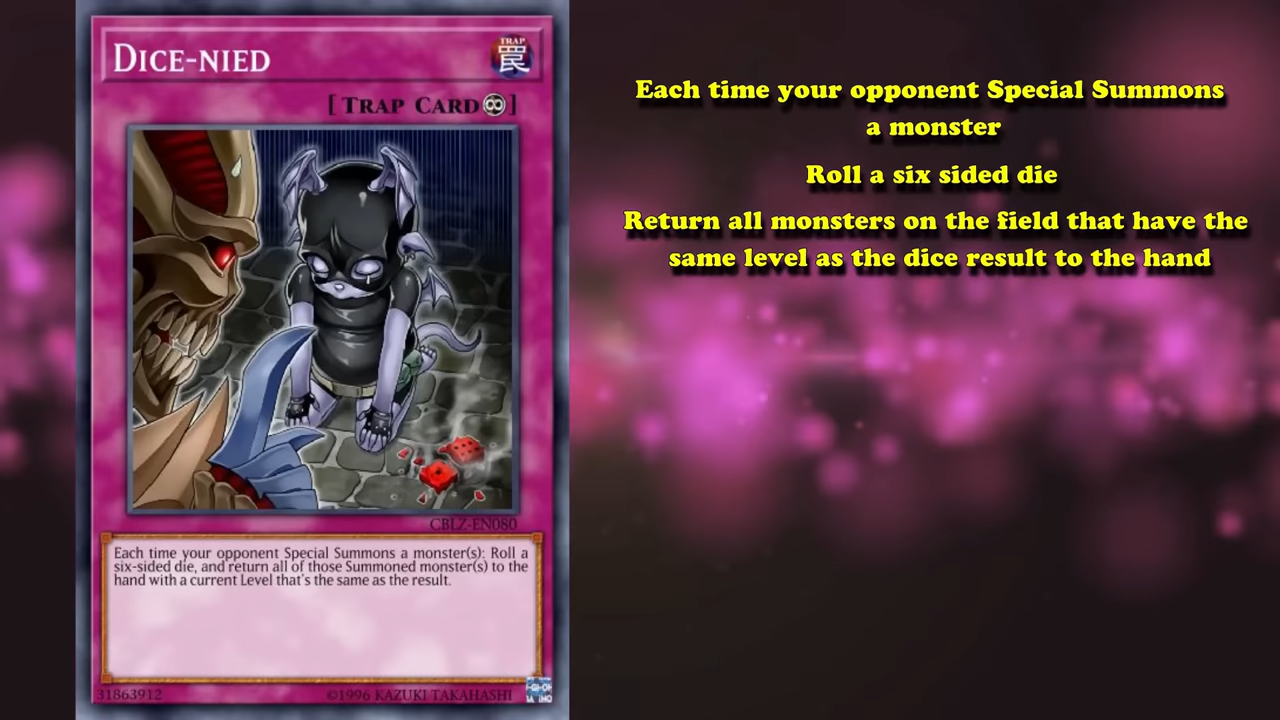 DICE-NIED
TRAP
罠
[ TRAP CARD ]
CBLZ-EN080
Each time your opponent Special Summons a monster(s): Roll a
six-sided die, and return all of those Summoned monster(s) to the
hand with a current Level that's the same as the result.
31863912
©1996 KAZUKI TAKAHASHI
Each time your opponent Special Summons
a monster
Roll a six sided die
Return all monsters on the field that have the
same level as the dice result to the hand